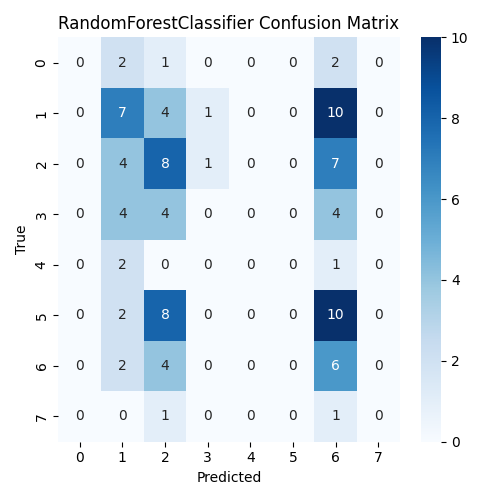 RandomForestClassifier Confusion Matrix
0 0 2 1 0 0 0 2 0
1 0 7 4 1 0 0 10 0
2 0 4 8 1 0 0 7 0
3 0 4 4 0 0 0 4 0
4 0 2 0 0 0 0 1 0
5 0 2 8 0 0 0 10 0
6 0 2 4 0 0 0 6 0
7 0 0 1 0 0 0 1 0
0 1 2 3 4 5 6 7
True
Predicted
10
8
6
4
2
0